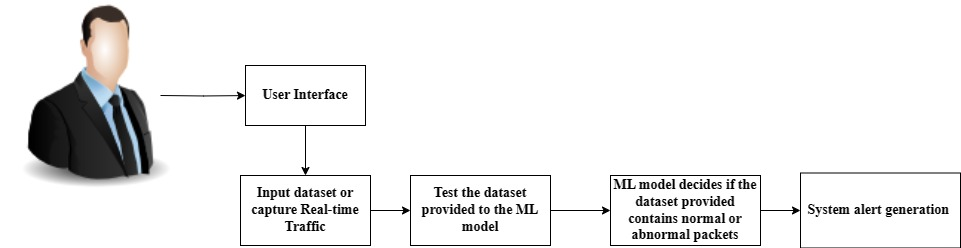 User Interface
Input dataset or
capture Real-time
Traffic
Test the dataset
provided to the ML
model
ML model decides if the
dataset provided
contains normal or
abnormal packets
System alert generation